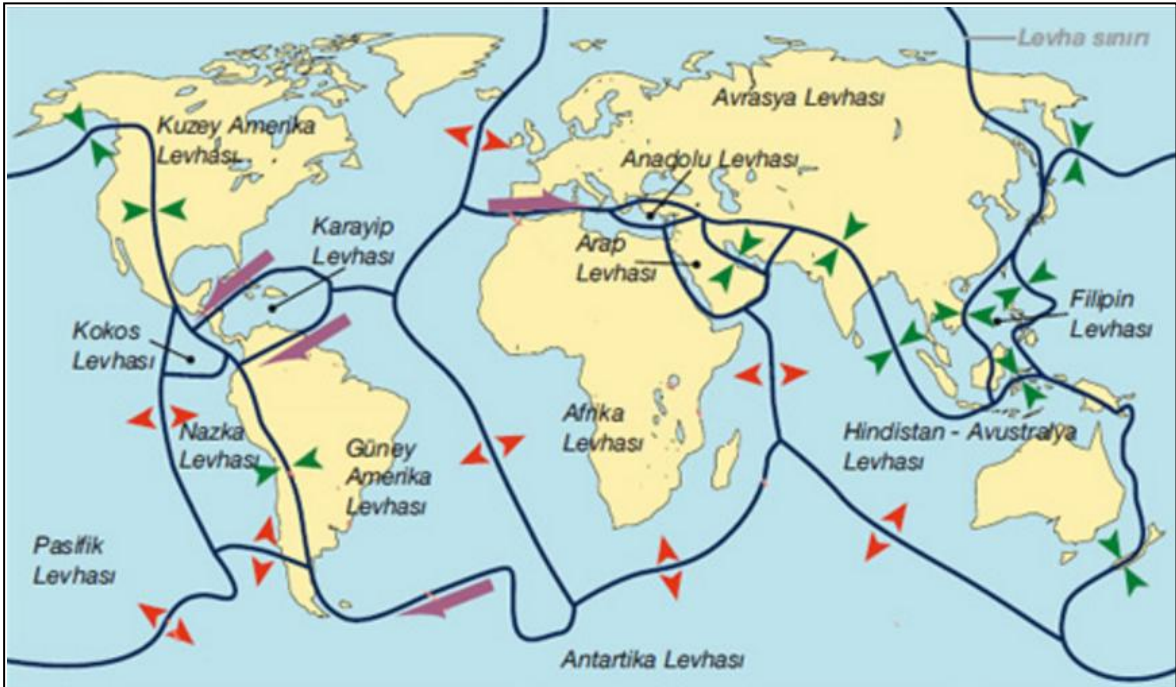 Levha sınırı
Avrasya Levhası
Kuzey Amerika
Levhası
Anadolu Levhası
Karayip
Levhası
Arap
Levhası
Kokos
Levhası
Filipin
Levhası
Nazka
Levhası
Güney
Amerika
Levhası
Afrika
Levhası
Hindistan - Avustralya
Levhası
Pasifik
Levhası
Antartika Levhası